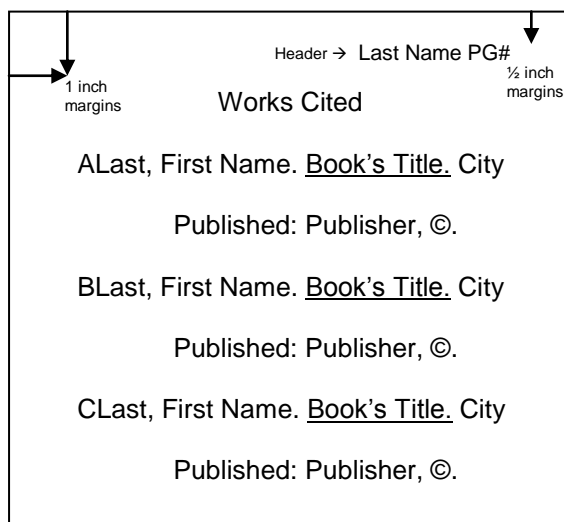 Header → Last Name PG#
1 inch
margins
½ inch
margins
Works Cited
ALast, First Name. Book’s Title. City
Published: Publisher, ©.
BLast, First Name. Book’s Title. City
Published: Publisher, ©.
CLast, First Name. Book’s Title. City
Published: Publisher, ©.